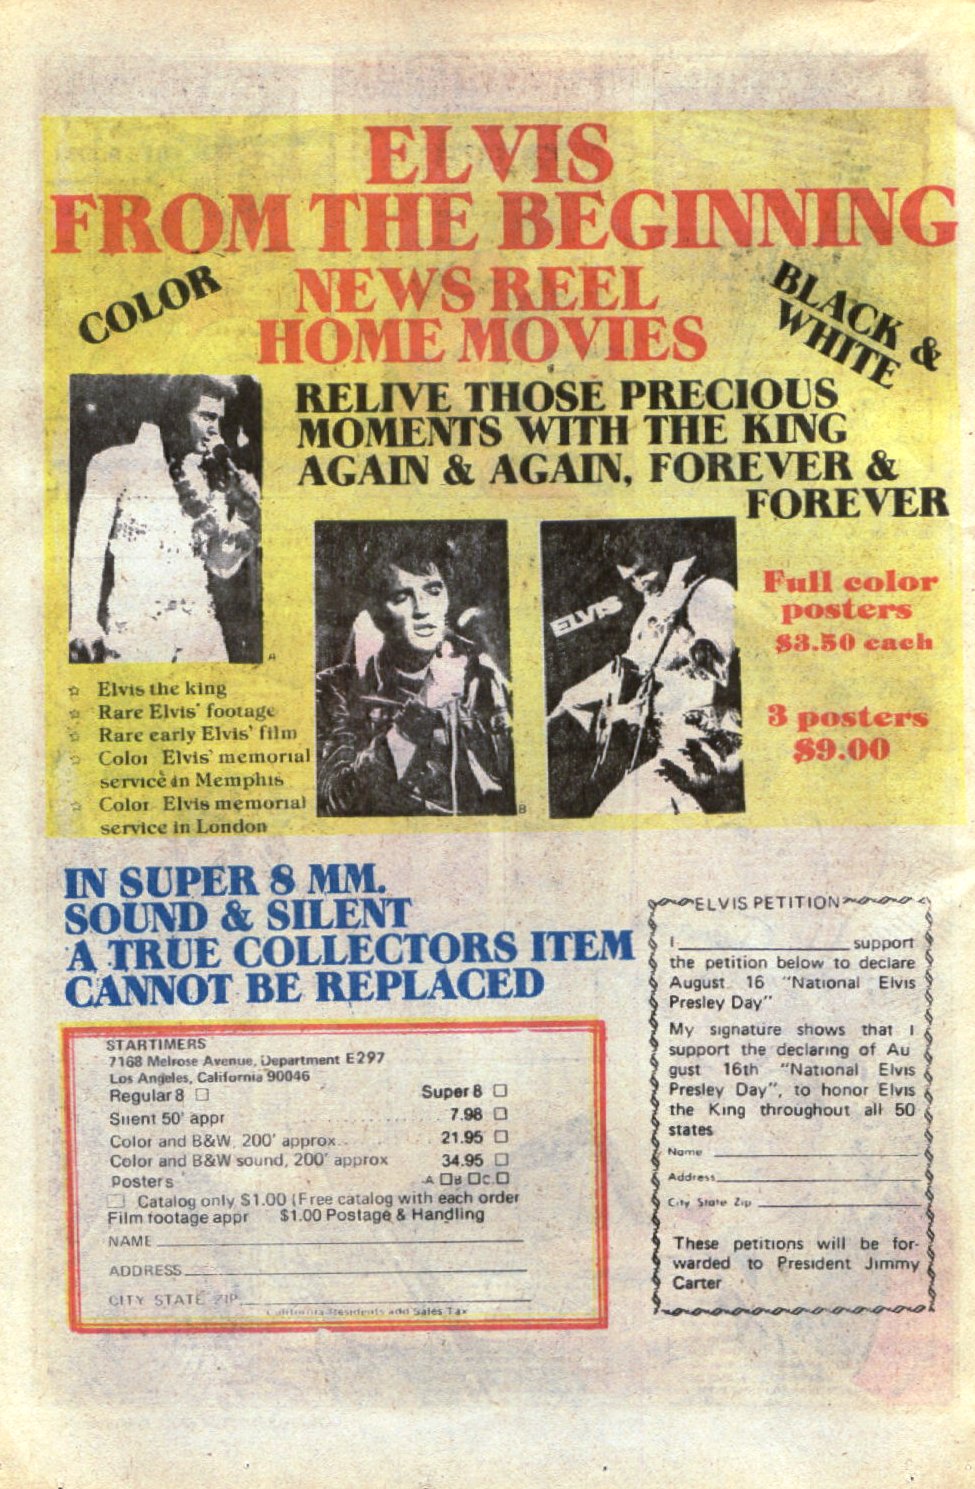 ELVIS
FROM THE BEGINNING
COLOR
NEWS REEL
HOME MOVIES
BLACK &
WHITE
RELIVE THOSE PRECIOUS
MOMENTS WITH THE KING
AGAIN & AGAIN, FOREVER &
FOREVER
A
ELVIS
B
Full color
posters
$3.50 each
3 posters
$9.00
☆ Elvis the king
☆ Rare Elvis' footage
☆ Rare early Elvis' film
☆ Color Elvis' memorial
service in Memphis
☆ Color Elvis memorial
service in London
IN SUPER 8 MM.
SOUND & SILENT
A TRUE COLLECTORS ITEM
CANNOT BE REPLACED
STARTIMERS
7168 Melrose Avenue, Department E297
Los Angeles, California 90046
Regular 8 ☐ Super 8 ☐
Silent 50' appr ........... 7.98 ☐
Color and B&W, 200' approx... 21.95 ☐
Color and B&W sound, 200' approx 34.95 ☐
Posters A ☐ B ☐ C.☐
☐ Catalog only $1.00 (Free catalog with each order
Film footage appr $1.00 Postage & Handling
NAME
ADDRESS
CITY STATE ZIP
California Residents add Sales Tax
ELVIS PETITION
I ____ support
the petition below to declare
August 16 "National Elvis
Presley Day"
My signature shows that I
support the declaring of Au
gust 16th "National Elvis
Presley Day", to honor Elvis
the King throughout all 50
states
Name
Address
City State Zip
These petitions will be for-
warded to President Jimmy
Carter